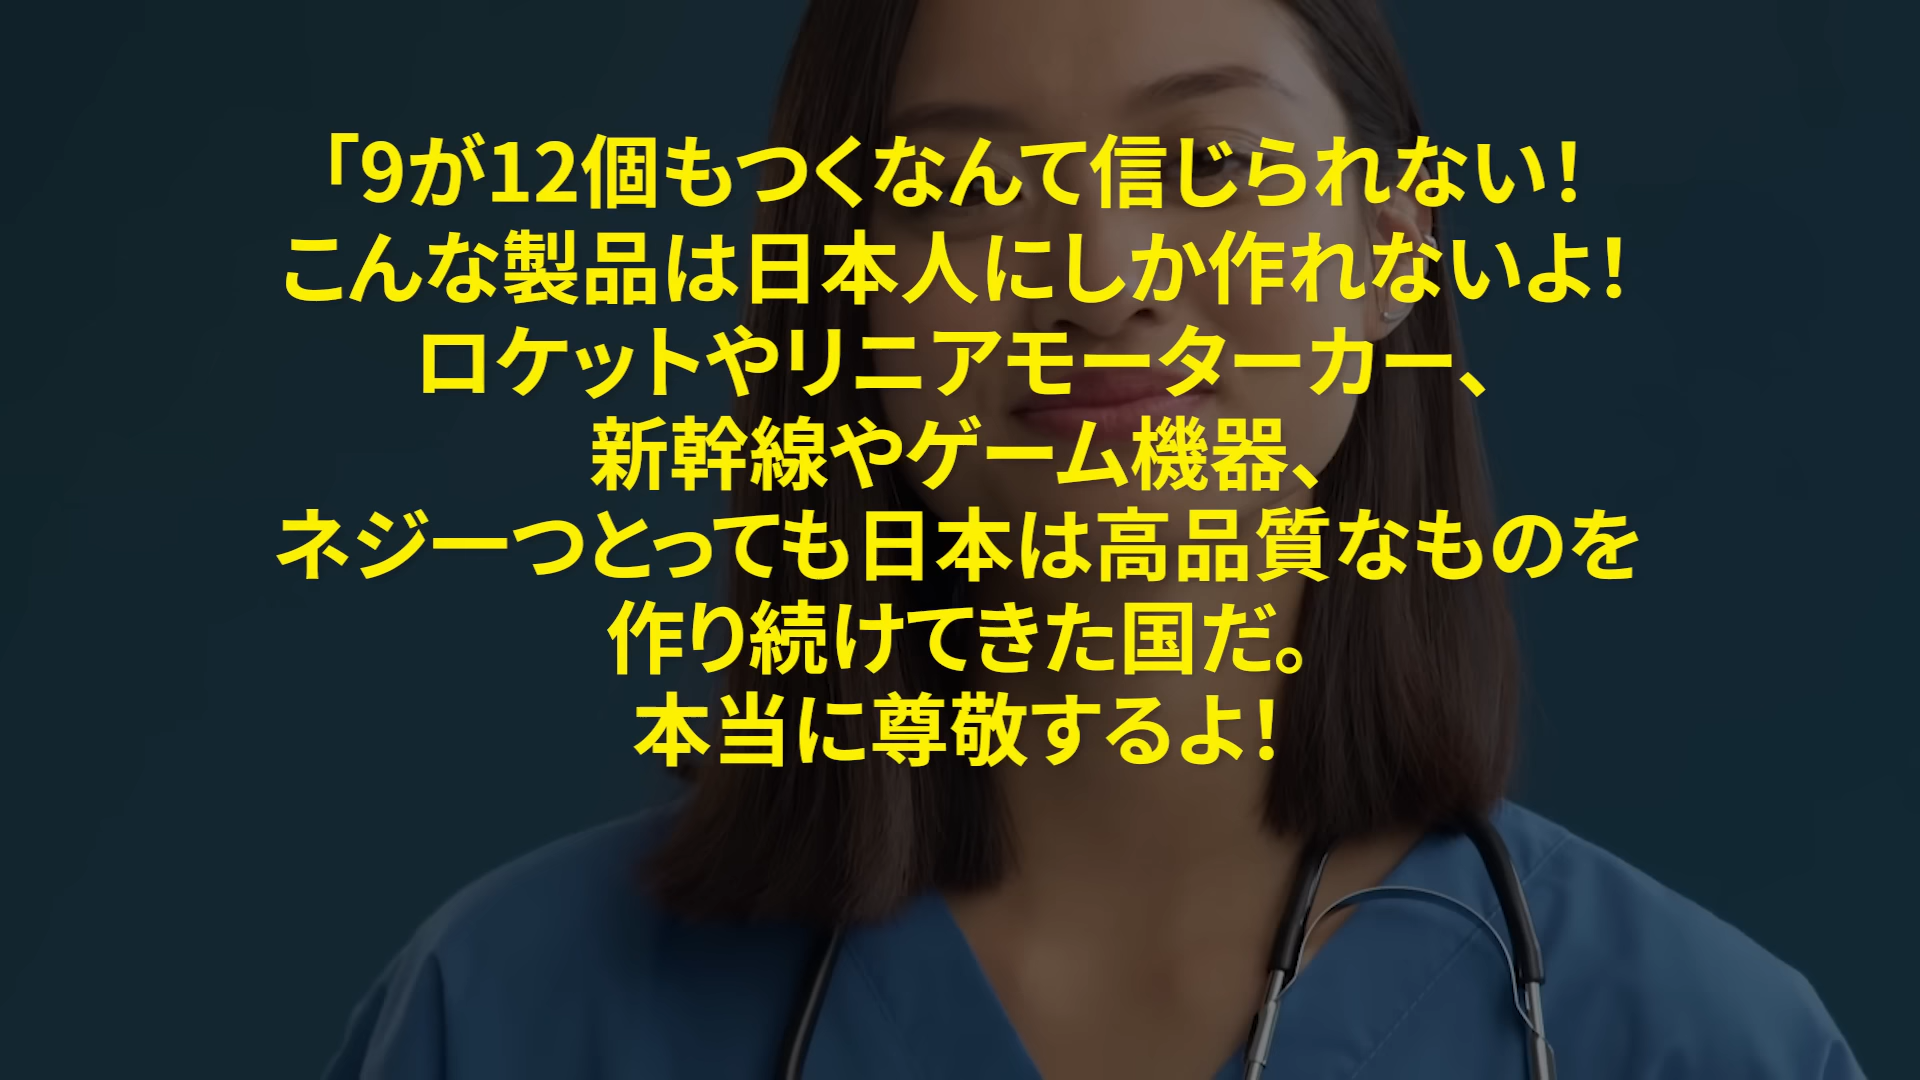 「9が12個もつくなんて信じられない！
こんな製品は日本人にしか作れないよ！
ロケットやリニアモーターカー、
新幹線やゲーム機器、
ネジ一つとっても日本は高品質なものを
作り続けてきた国だ。
本当に尊敬するよ！